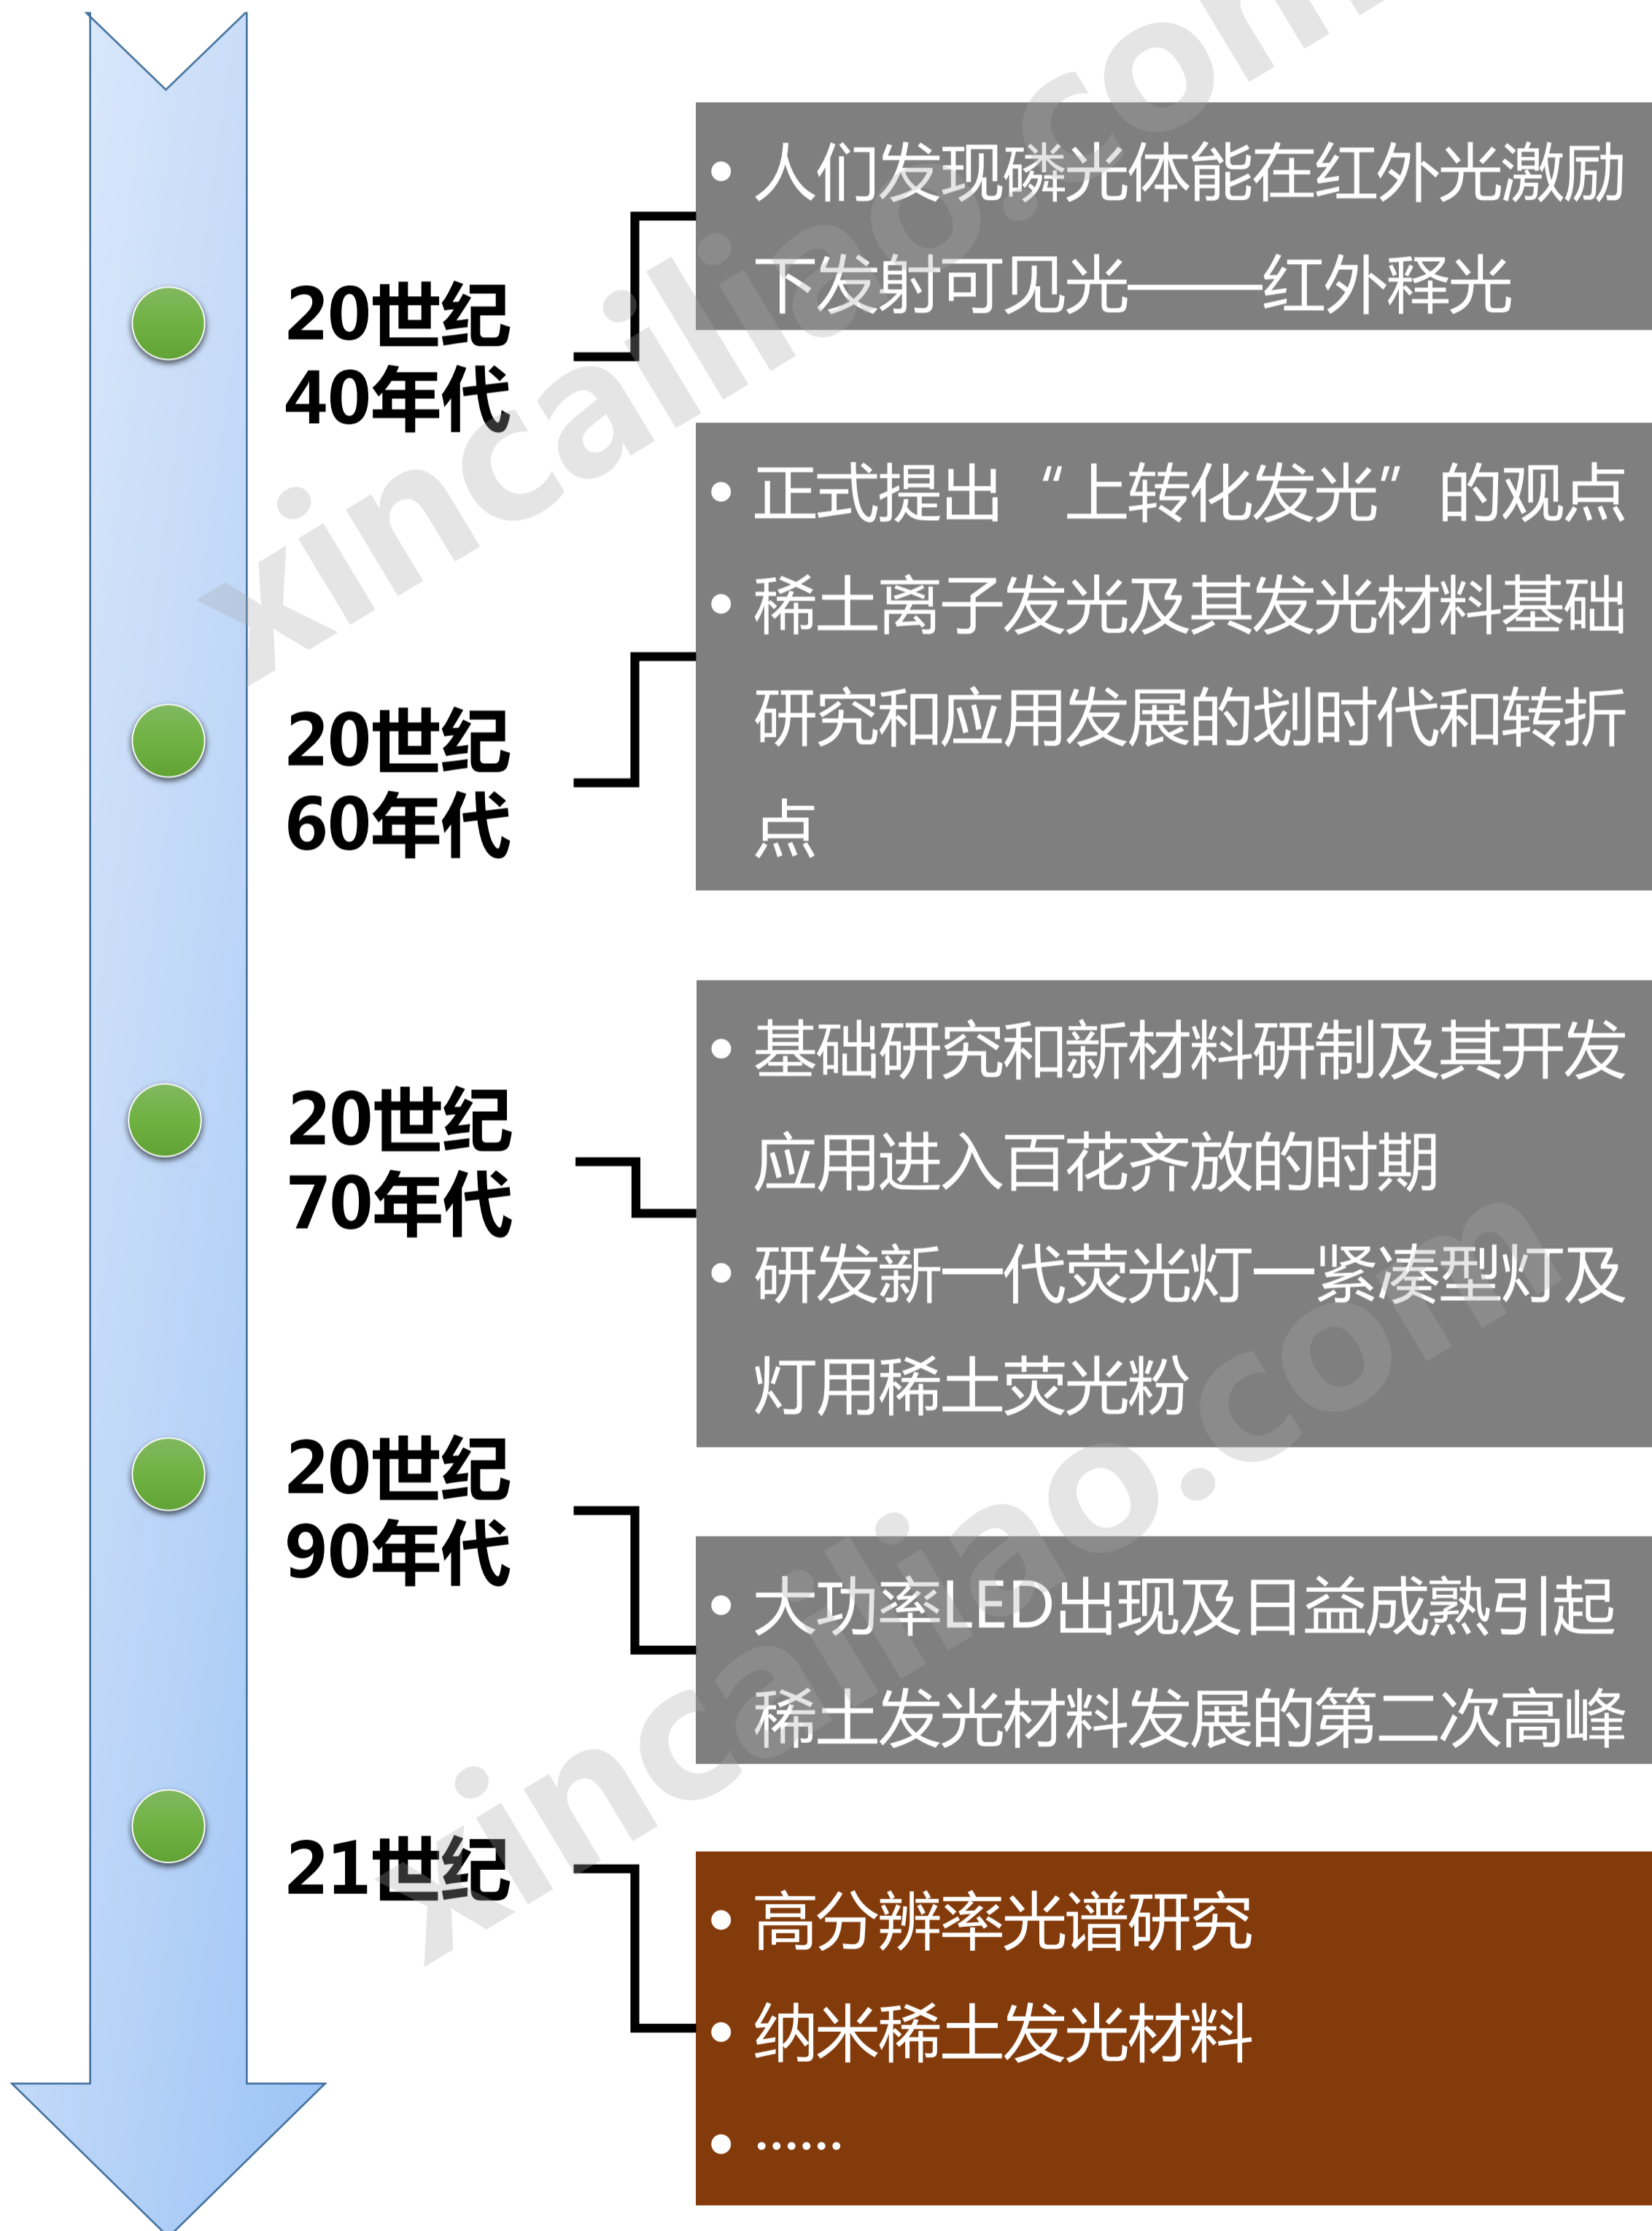 20世纪
40年代
• 人们发现磷光体能在红外光激励
下发射可见光——红外释光
20世纪
60年代
• 正式提出“上转化发光”的观点
• 稀土离子发光及其发光材料基础
研究和应用发展的划时代和转折
点
20世纪
70年代
• 基础研究和新材料研制及其开发
应用进入百花齐放的时期
• 研发新一代荧光灯一紧凑型灯及
灯用稀土荧光粉
20世纪
90年代
• 大功率LED出现及日益成熟引起
稀土发光材料发展的第二次高峰
21世纪
• 高分辨率光谱研究
• 纳米稀土发光材料
• ……
xincailiao.com
xincailiao.com